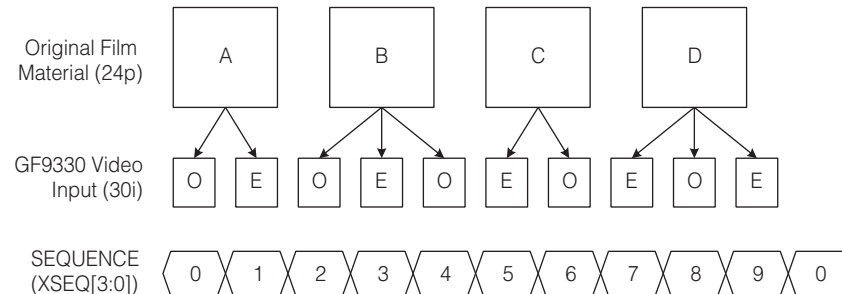 Original Film
Material (24p)
A B C D
GF9330 Video
Input (30i)
O E O E O E O E O E
SEQUENCE
(XSEQ[3:0])
0 1 2 3 4 5 6 7 8 9 0